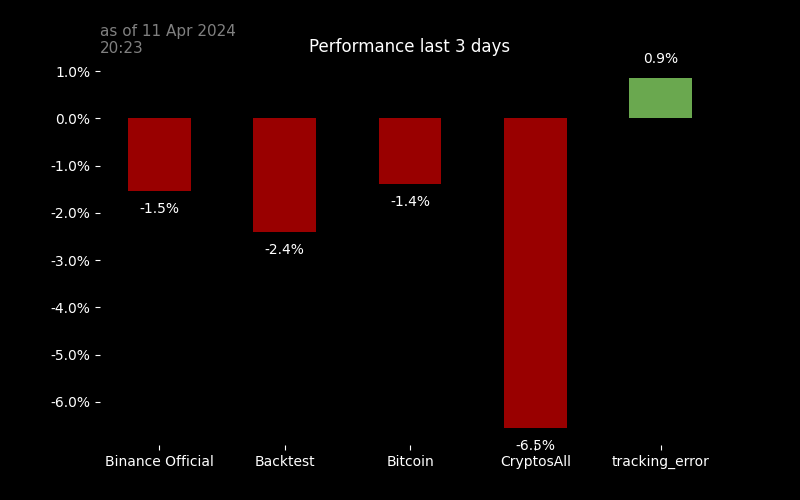 as of 11 Apr 2024
20:23
Performance last 3 days
0.9%
1.0%
0.0%
-1.0%
-2.0%
-3.0%
-4.0%
-5.0%
-6.0%
-1.5%
-2.4%
-1.4%
-6.5%
Binance Official
Backtest
Bitcoin
CryptosAll
tracking_error